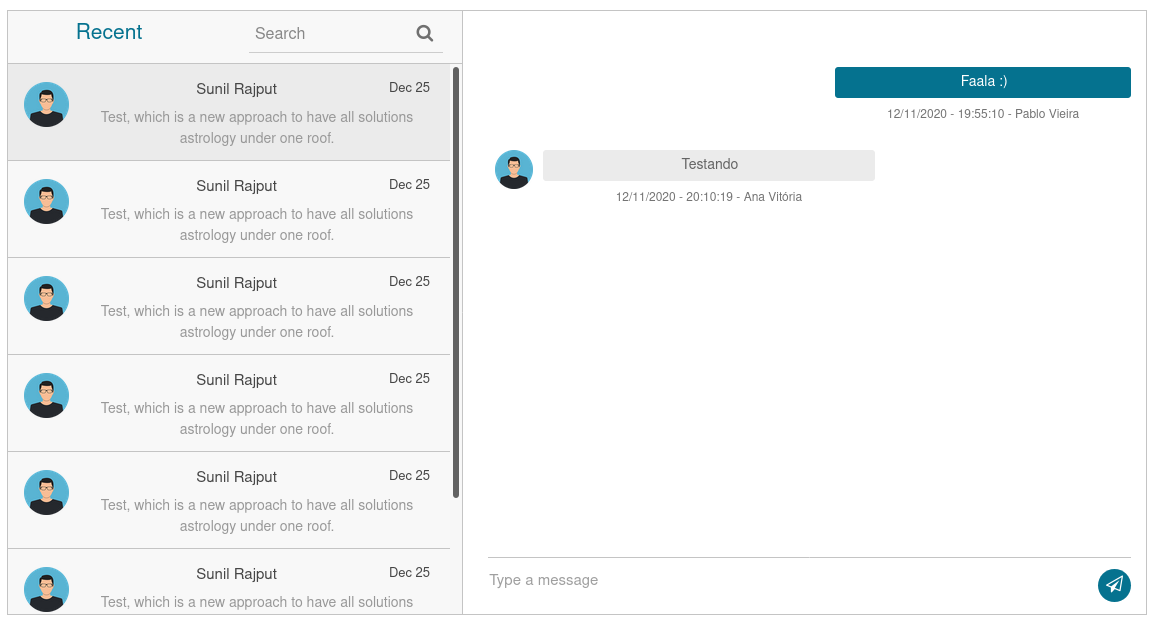 Recent
Search
Sunil Rajput
Dec 25
Test, which is a new approach to have all solutions
astrology under one roof.
Sunil Rajput
Dec 25
Test, which is a new approach to have all solutions
astrology under one roof.
Sunil Rajput
Dec 25
Test, which is a new approach to have all solutions
astrology under one roof.
Sunil Rajput
Dec 25
Test, which is a new approach to have all solutions
astrology under one roof.
Sunil Rajput
Dec 25
Test, which is a new approach to have all solutions
astrology under one roof.
Sunil Rajput
Dec 25
Test, which is a new approach to have all solutions
Faala :)
12/11/2020 - 19:55:10 - Pablo Vieira
Testando
12/11/2020 - 20:10:19 - Ana Vitória
Type a message